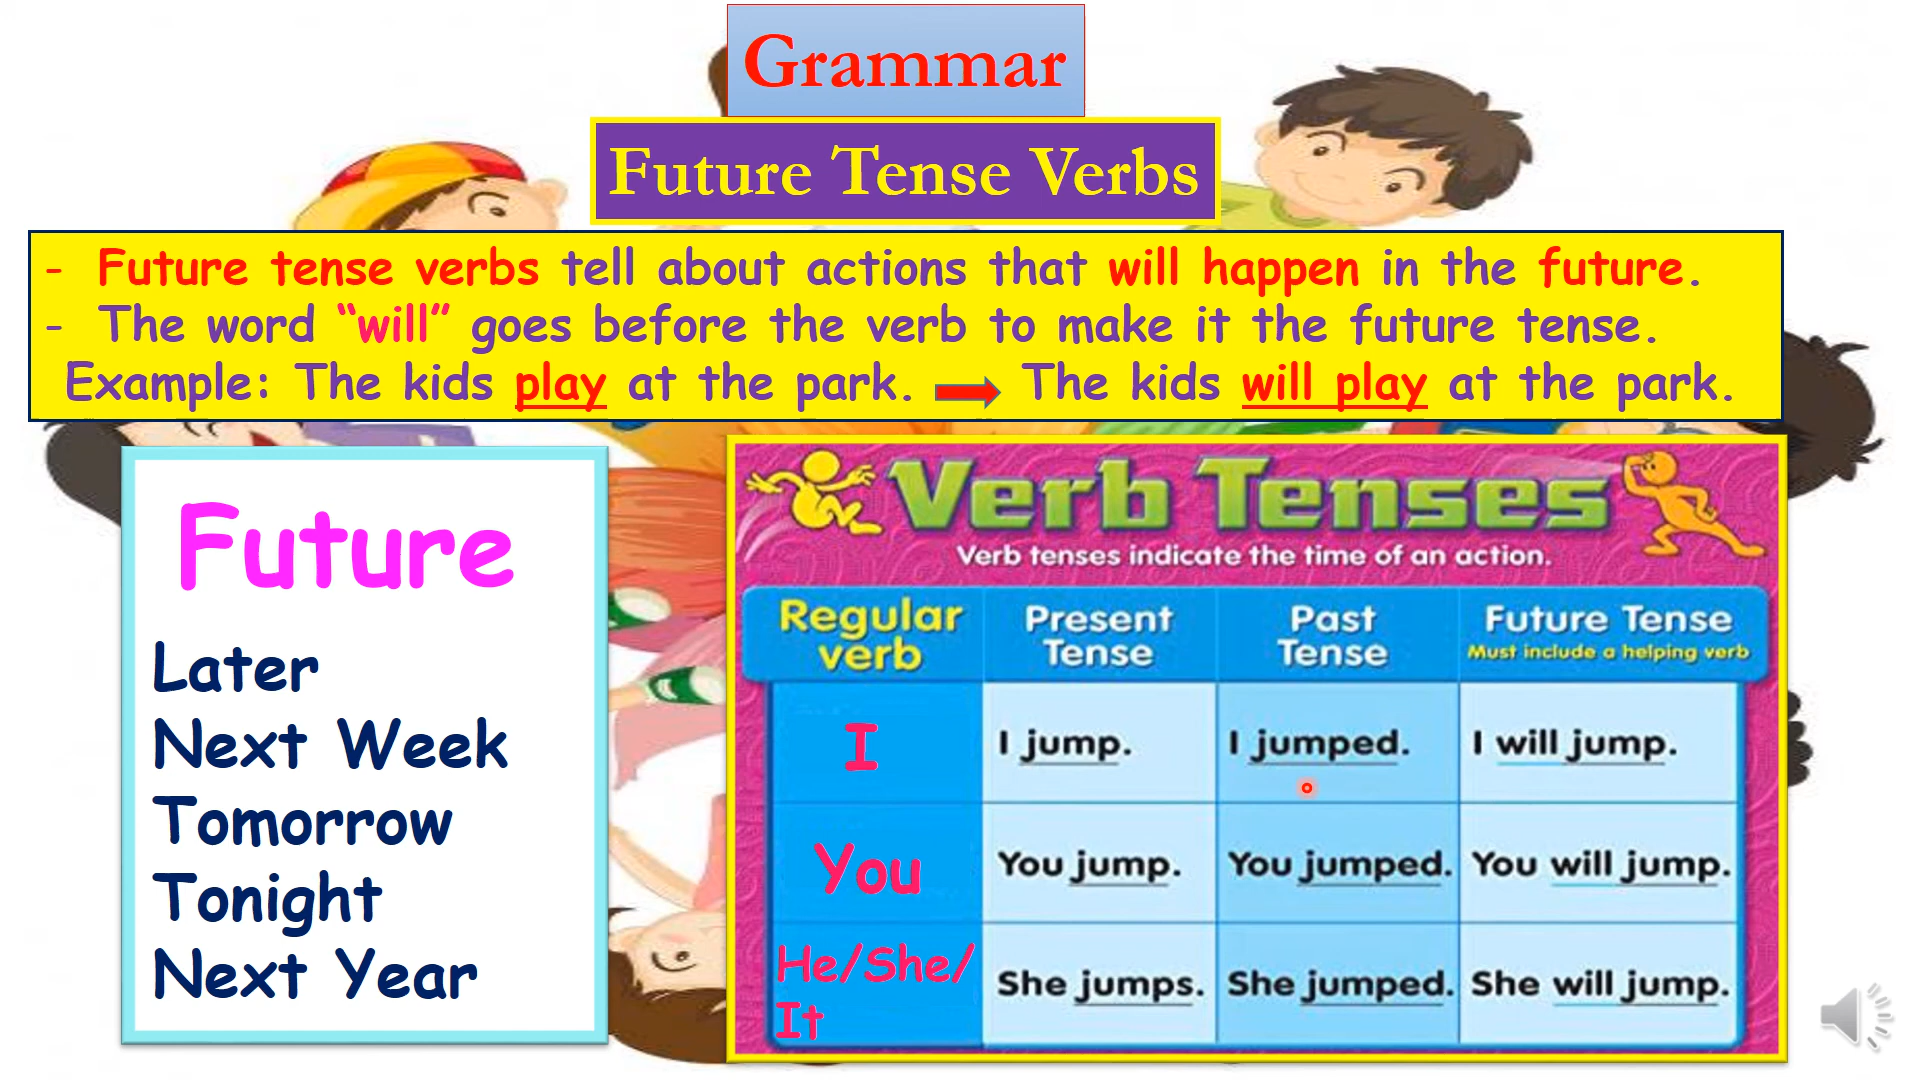 Grammar
Future Tense Verbs
- Future tense verbs tell about actions that will happen in the future.
- The word “will” goes before the verb to make it the future tense.
Example: The kids play at the park. The kids will play at the park.
Future
Later
Next Week
Tomorrow
Tonight
Next Year
Verb Tenses
Verb tenses indicate the time of an action.
Regular verb
Present Tense
Past Tense
Future Tense
Must include a helping verb
I
I jump.
I jumped.
I will jump.
You
You jump.
You jumped.
You will jump.
He/She/
It
She jumps.
She jumped.
She will jump.